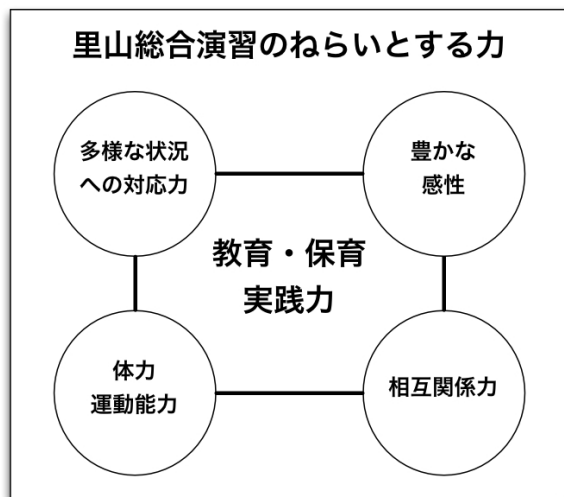 里山総合演習のねらいとする力
多様な状況
への対応力
豊かな
感性
教育・保育
実践力
体力
運動能力
相互関係力